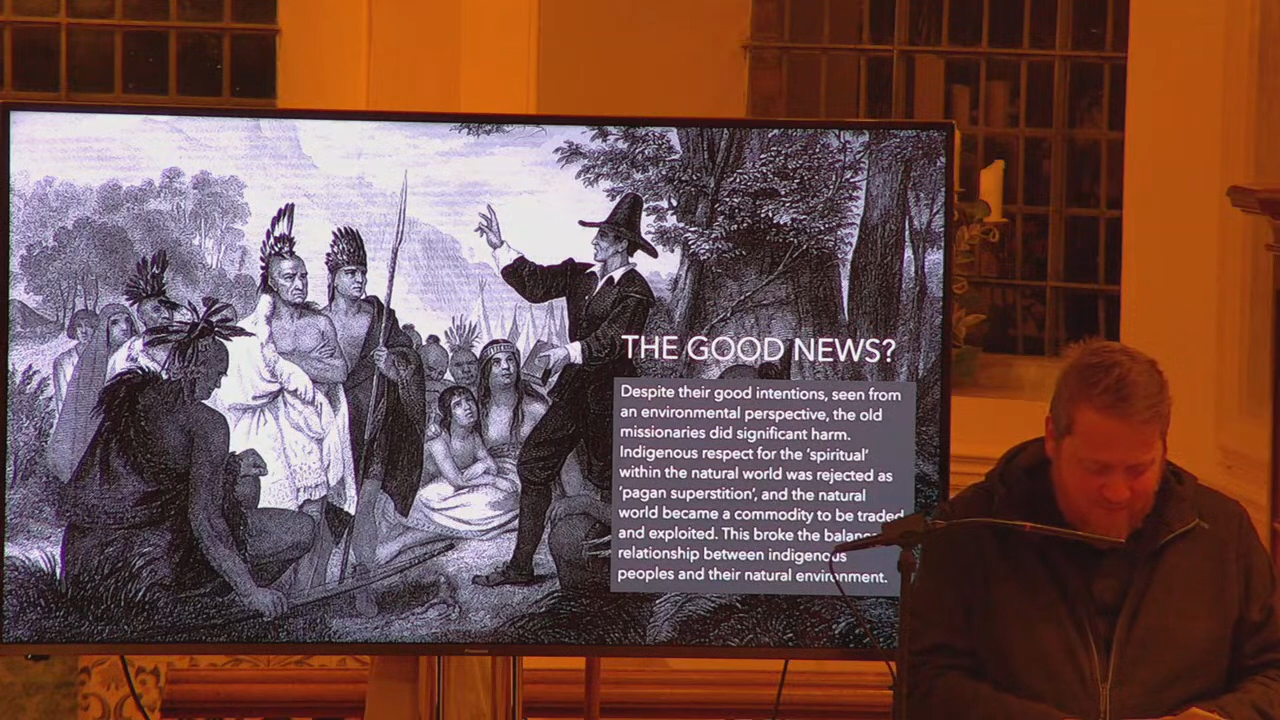 THE GOOD NEWS?
Despite their good intentions, seen from
an environmental perspective, the old
missionaries did significant harm.
Indigenous respect for the 'spiritual'
within the natural world was rejected as
'pagan superstition', and the natural
world became a commodity to be traded
and exploited. This broke the balance
relationship between indigenous
peoples and their natural environment.
Panasonic